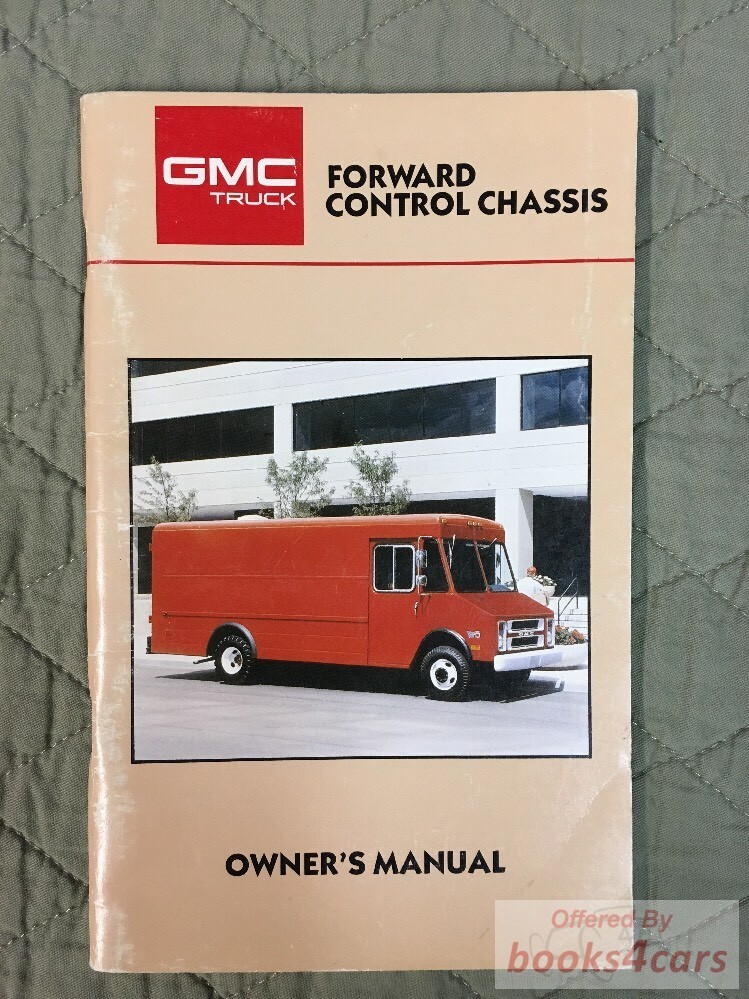 GMC
TRUCK
FORWARD
CONTROL CHASSIS
OWNER'S MANUAL
Offered By
books4cars